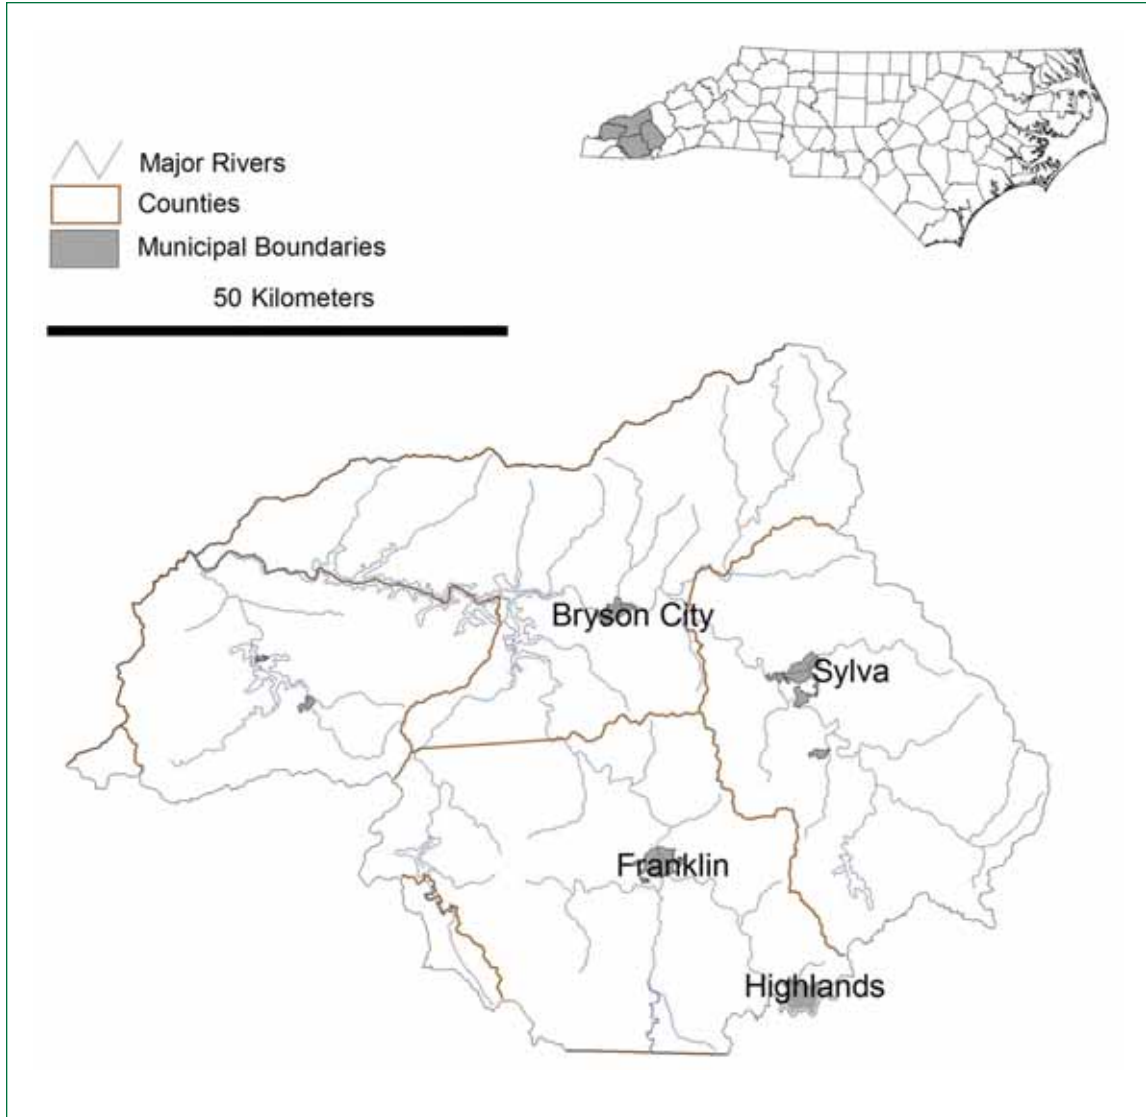 Major Rivers
Counties
Municipal Boundaries
50 Kilometers
Bryson City
Sylva
Franklin
Highlands